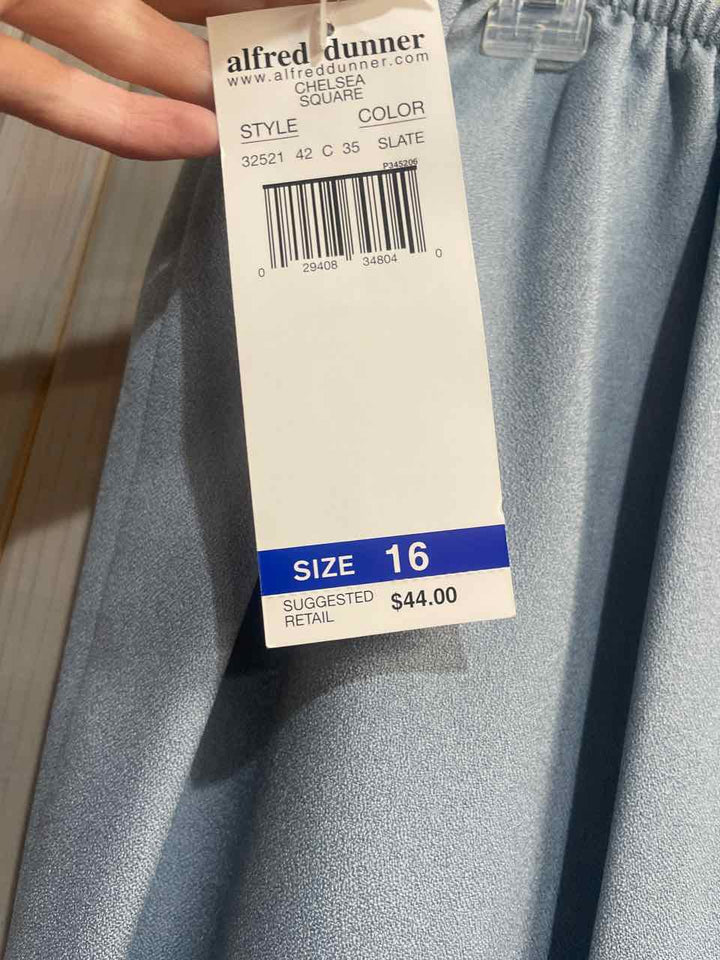 alfred dunner
www.alfreddunner.com
CHELSEA
SQUARE
STYLE COLOR
32521 42 C 35 SLATE
P345206
0 29408 34804 0
SIZE 16
SUGGESTED RETAIL $44.00